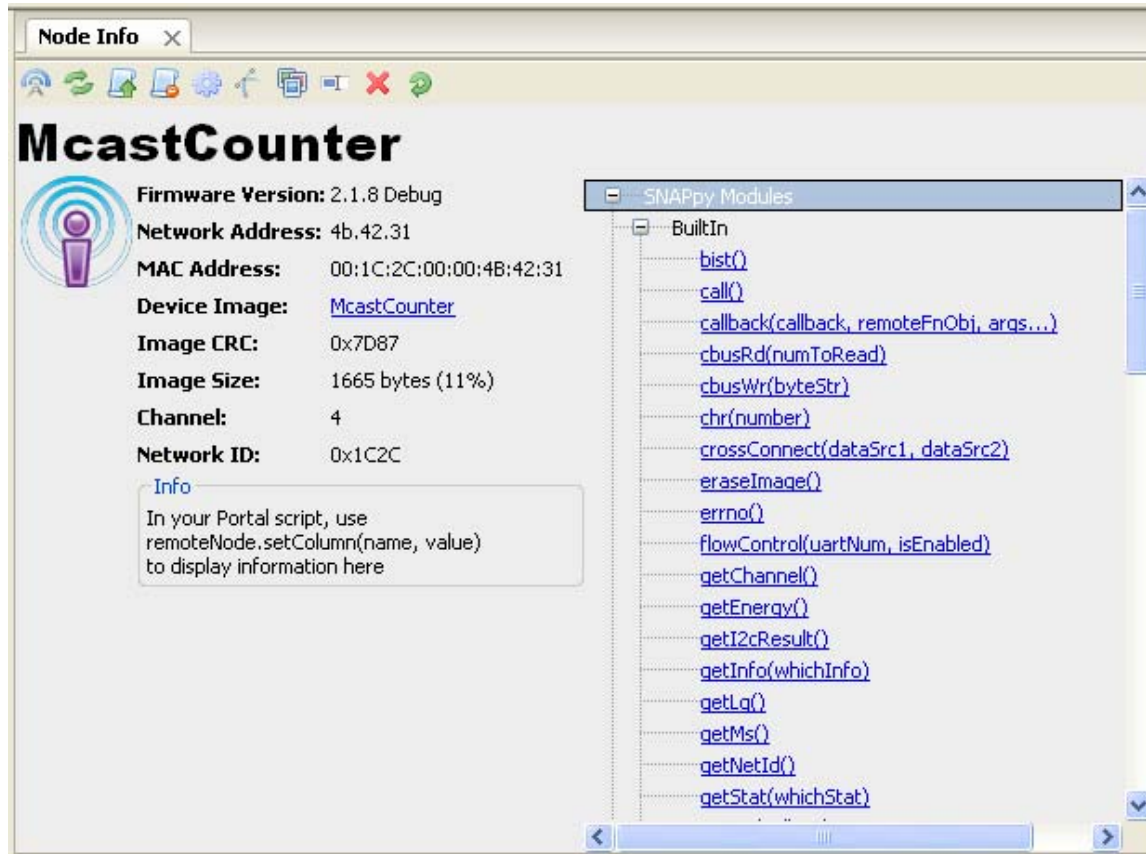 Node Info
McastCounter
Firmware Version: 2.1.8 Debug
Network Address: 4b.42.31
MAC Address: 00:1C:2C:00:00:4B:42:31
Device Image: McastCounter
Image CRC: 0x7D87
Image Size: 1665 bytes (11%)
Channel: 4
Network ID: 0x1C2C
Info
In your Portal script, use
remoteNode.setColumn(name, value)
to display information here
SNAPpy Modules
BuiltIn
bist()
call()
callback(callback, remoteFnObj, args...)
cbusRd(numToRead)
cbusWr(byteStr)
chr(number)
crossConnect(dataSrc1, dataSrc2)
eraseImage()
errno()
flowControl(uartNum, isEnabled)
getChannel()
getEnergy()
getI2cResult()
getInfo(whichInfo)
getLq()
getMs()
getNetId()
getStat(whichStat)